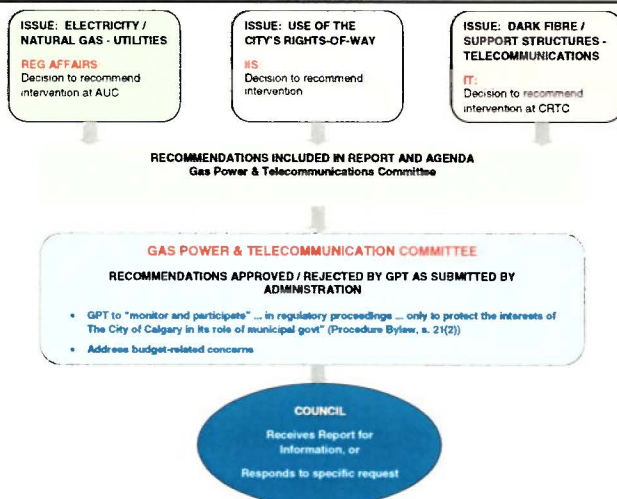 ISSUE: ELECTRICITY /
NATURAL GAS - UTILITIES
REG AFFAIRS:
Decision to recommend
intervention at AUC
ISSUE: USE OF THE
CITY'S RIGHTS-OF-WAY
IIS:
Decision to recommend
intervention
ISSUE: DARK FIBRE /
SUPPORT STRUCTURES -
TELECOMMUNICATIONS
IT:
Decision to recommend
intervention at CRTC
RECOMMENDATIONS INCLUDED IN REPORT AND AGENDA
Gas Power & Telecommunications Committee
GAS POWER & TELECOMMUNICATION COMMITTEE
RECOMMENDATIONS APPROVED / REJECTED BY GPT AS SUBMITTED BY
ADMINISTRATION
• GPT to "monitor and participate" ... in regulatory proceedings ... only to protect the interests of
The City of Calgary in its role of municipal govt" (Procedure Bylaw, s. 21(2))
• Address budget-related concerns
COUNCIL
Receives Report for
Information, or
Responds to specific request